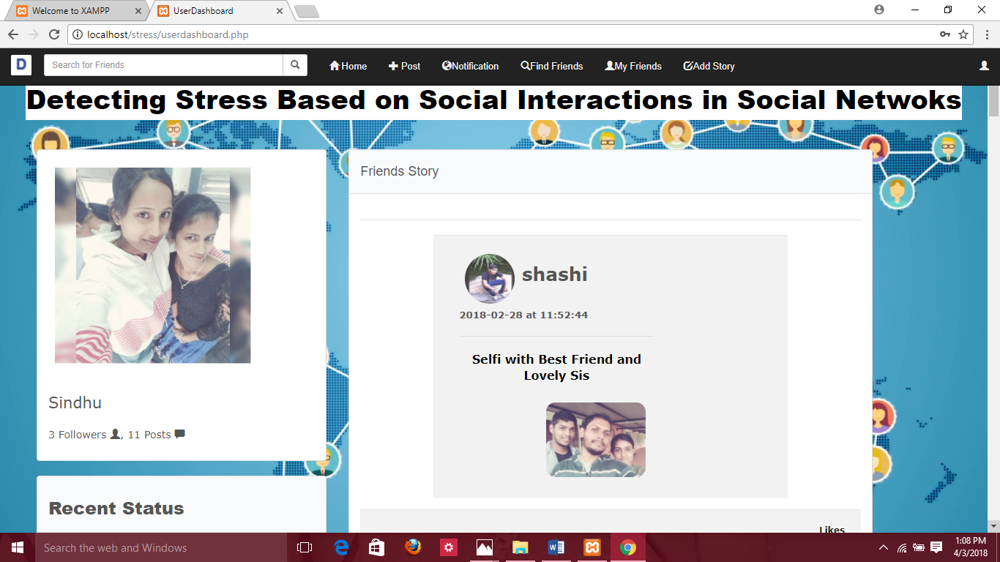 Welcome to XAMPP
UserDashboard
localhost/stress/userdashboard.php
D
Search for Friends
Home
Post
Notification
Find Friends
My Friends
Add Story
Detecting Stress Based on Social Interactions in Social Netwoks
Sindhu
3 Followers , 11 Posts
Recent Status
Friends Story
shashi
2018-02-28 at 11:52:44
Selfi with Best Friend and
Lovely Sis
Likes
Search the web and Windows
1:08 PM
4/3/2018